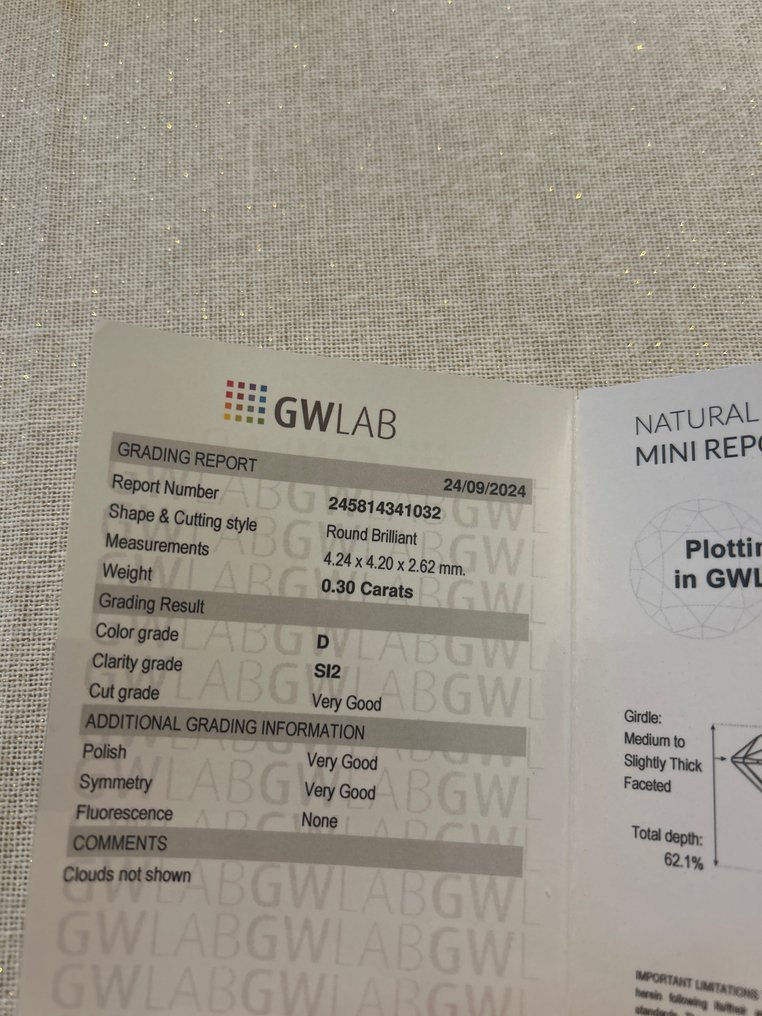 GWLAB
GRADING REPORT
24/09/2024
Report Number 245814341032
Shape & Cutting style Round Brilliant
Measurements 4.24 x 4.20 x 2.62 mm.
Weight 0.30 Carats
Grading Result
Color grade D
Clarity grade SI2
Cut grade Very Good
ADDITIONAL GRADING INFORMATION
Polish Very Good
Symmetry Very Good
Fluorescence None
COMMENTS
Clouds not shown
NATURAL
MINI REPO
Plottin
in GWL
Girdle:
Medium to
Slightly Thick
Faceted
Total depth:
62.1%
IMPORTANT LIMITATIONS
herein following
standards.